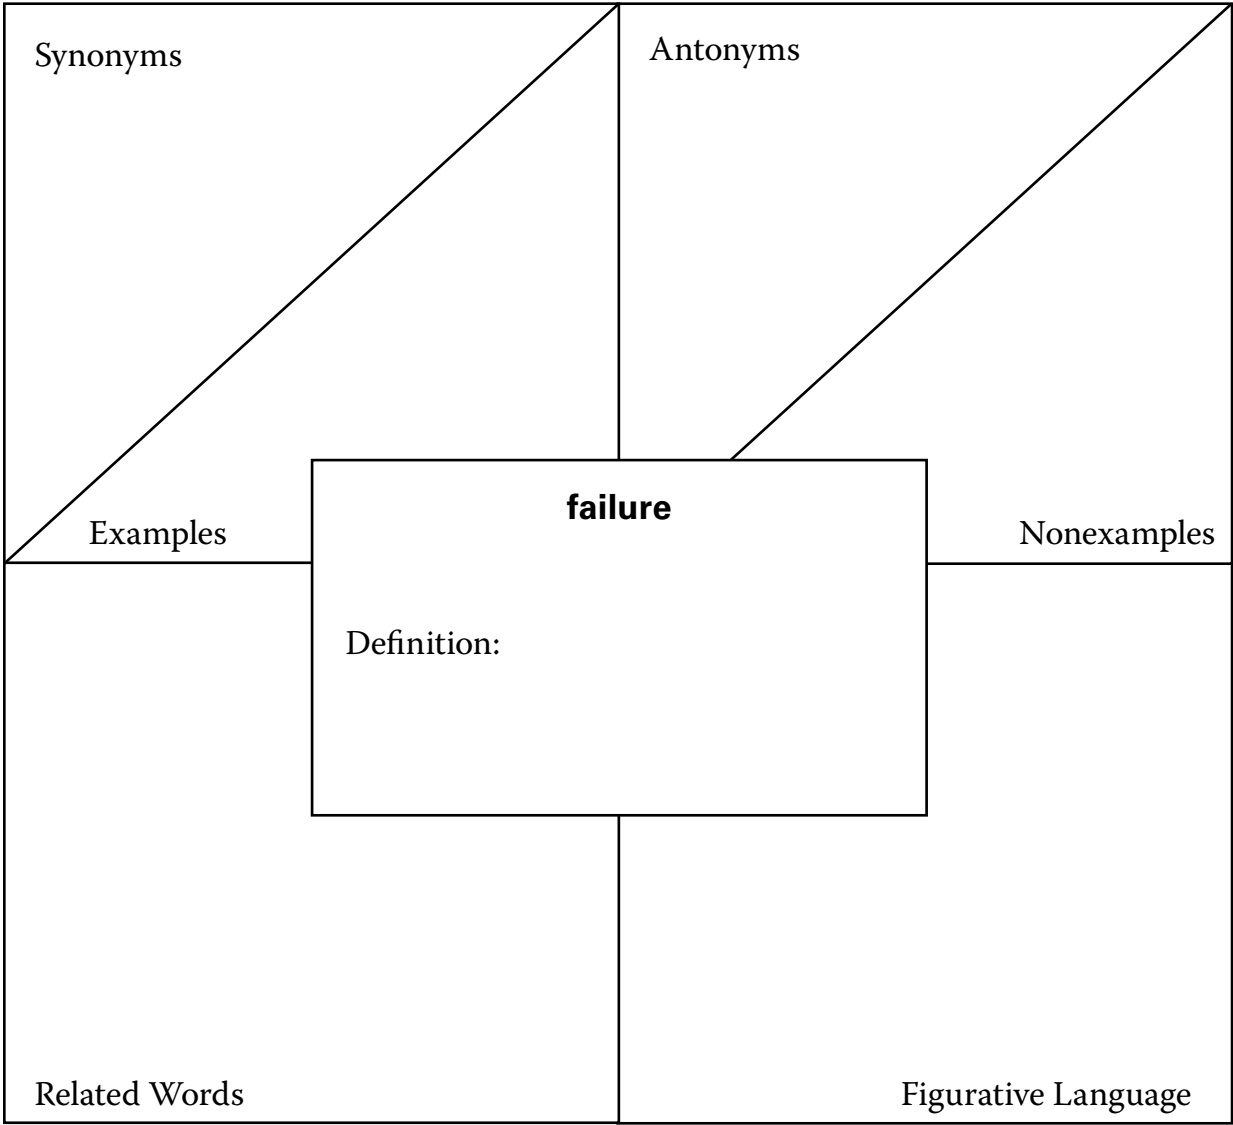 Synonyms
Antonyms
Examples
Nonexamples
failure
Definition:
Related Words
Figurative Language